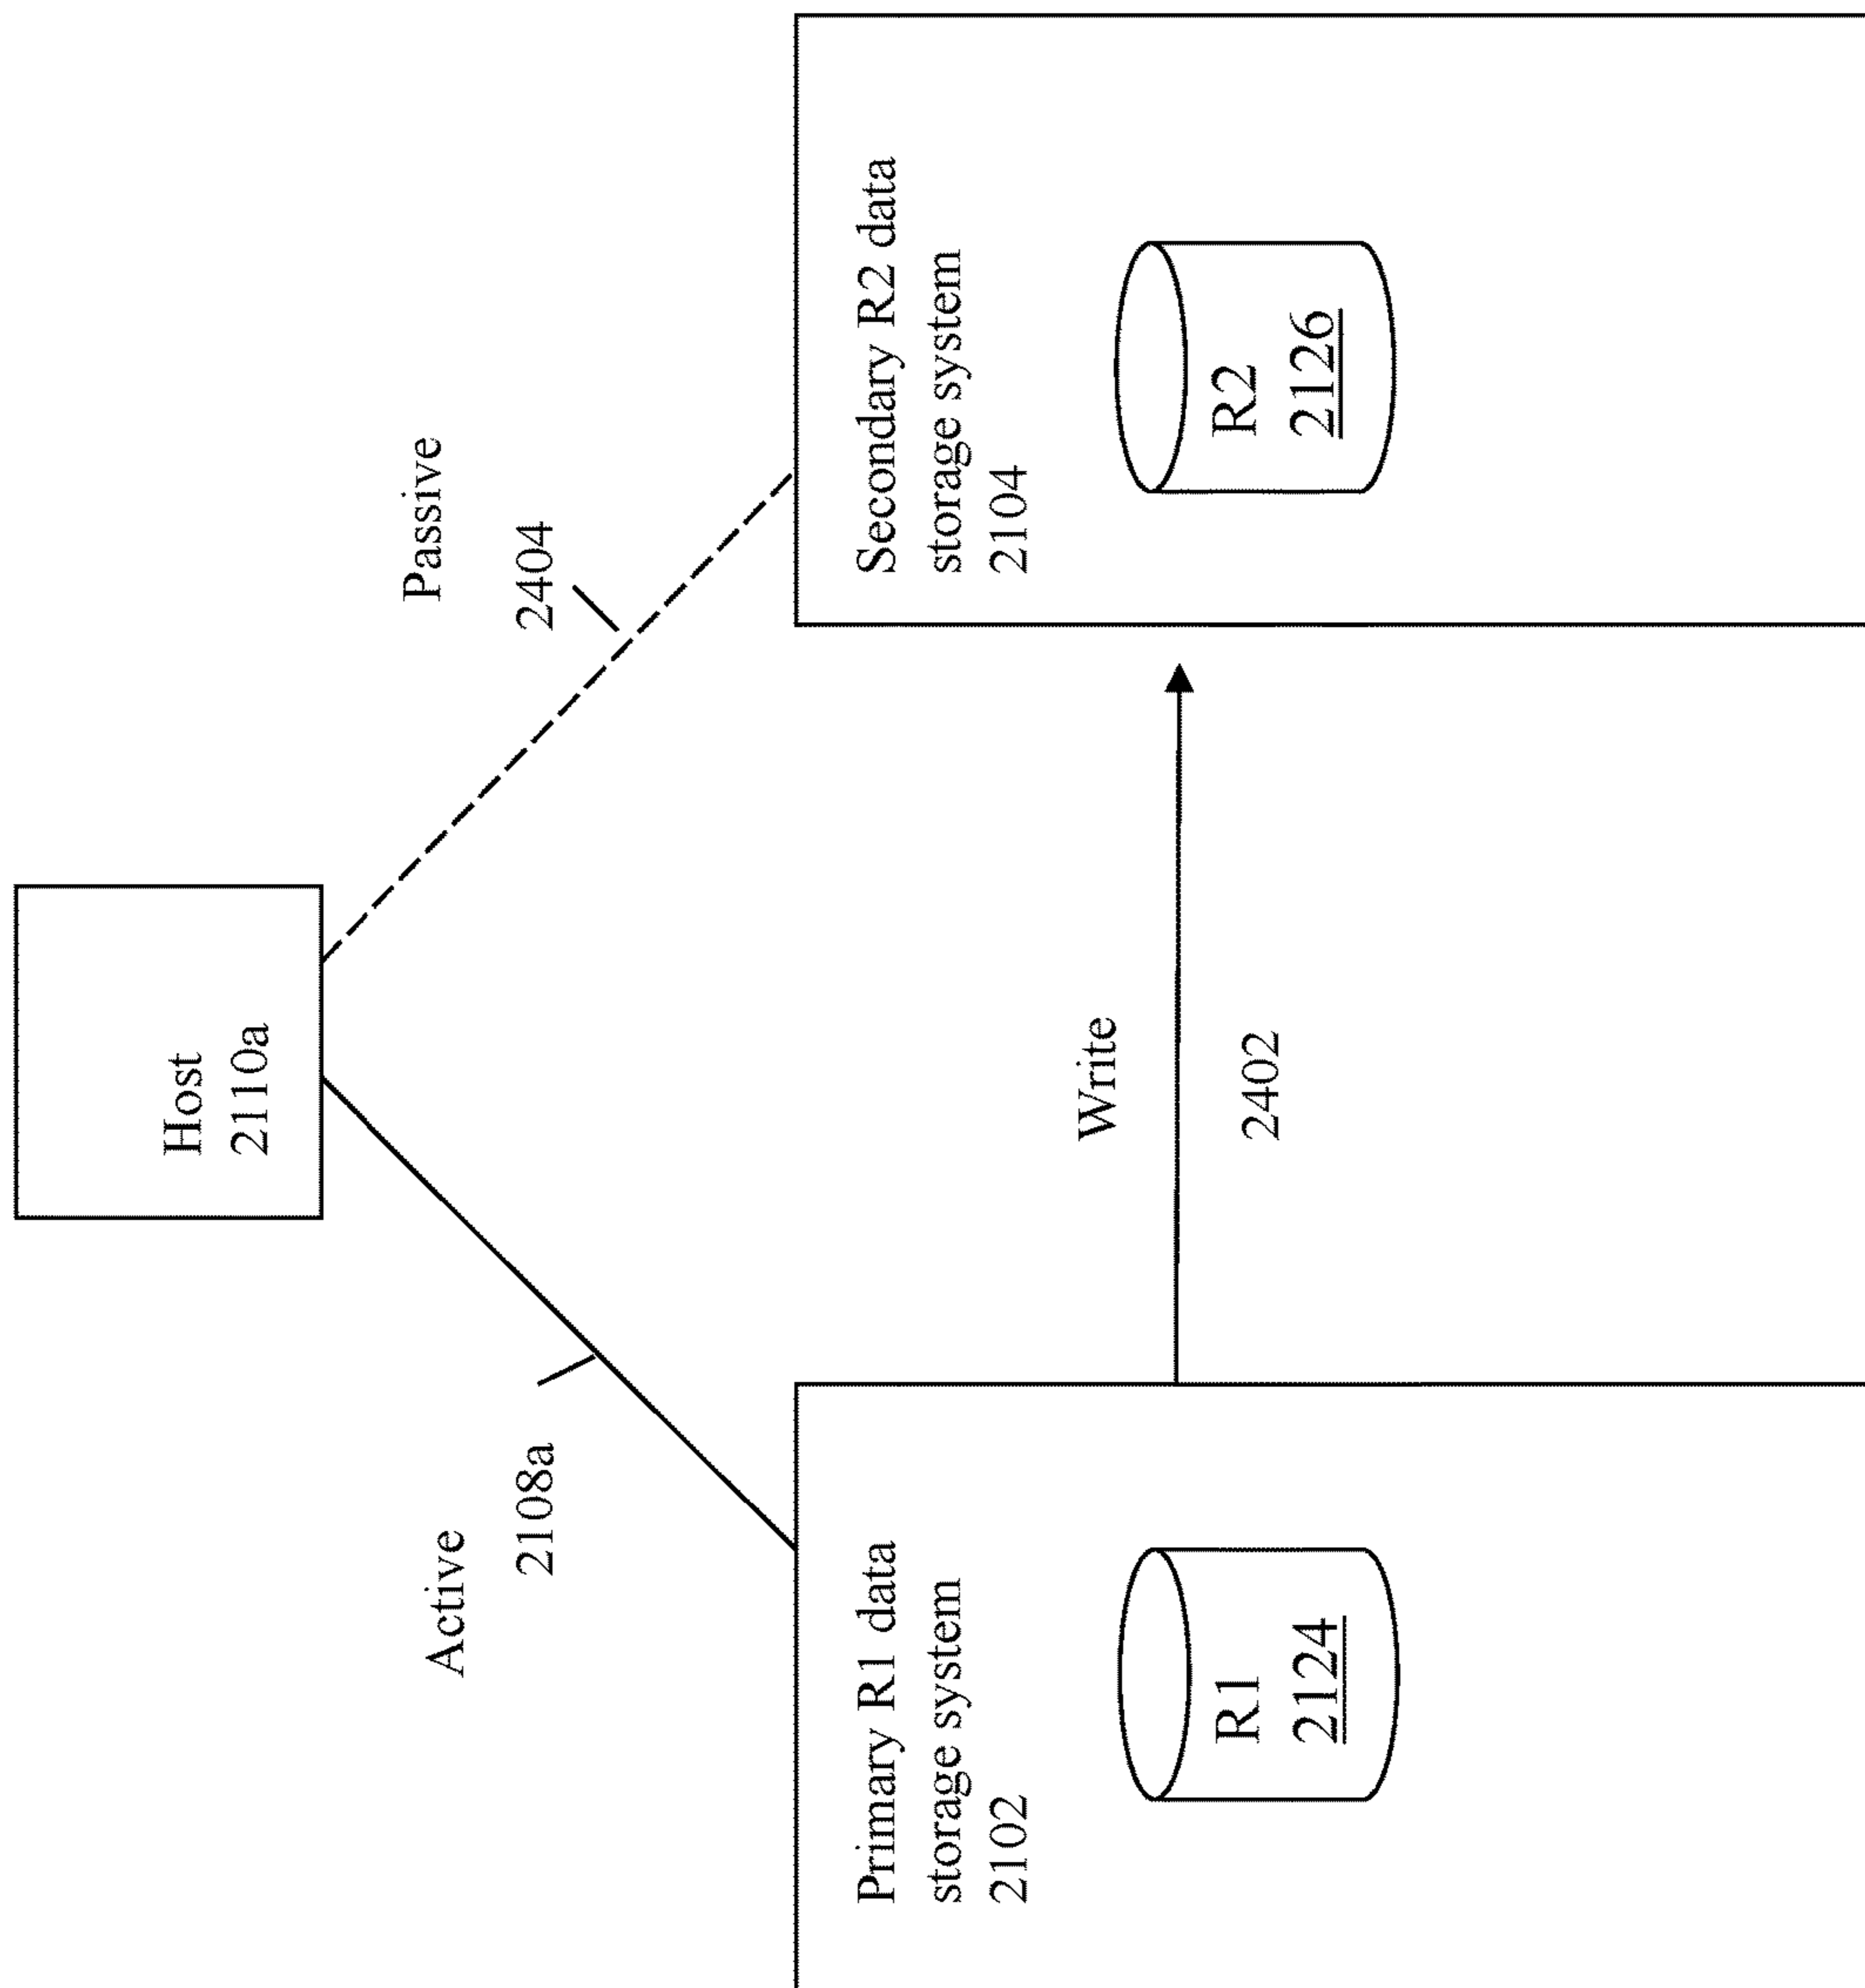 Host
2110a
Active
2108a
Passive
2404
Primary R1 data
storage system
2102
R1
2124
Write
2402
Secondary R2 data
storage system
2104
R2
2126